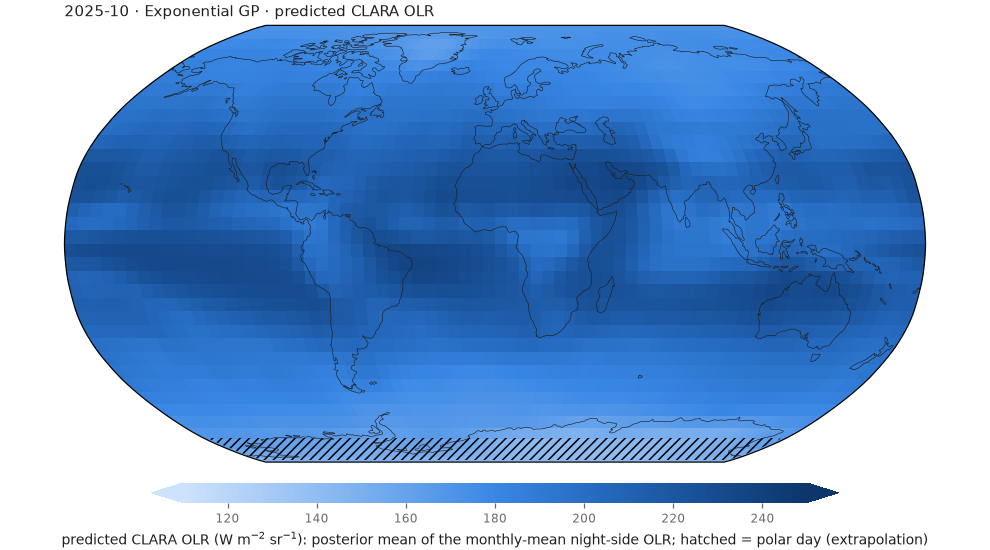 2025-10 · Exponential GP · predicted CLARA OLR
120 140 160 180 200 220 240
predicted CLARA OLR (W m⁻² sr⁻¹): posterior mean of the monthly-mean night-side OLR; hatched = polar day (extrapolation)